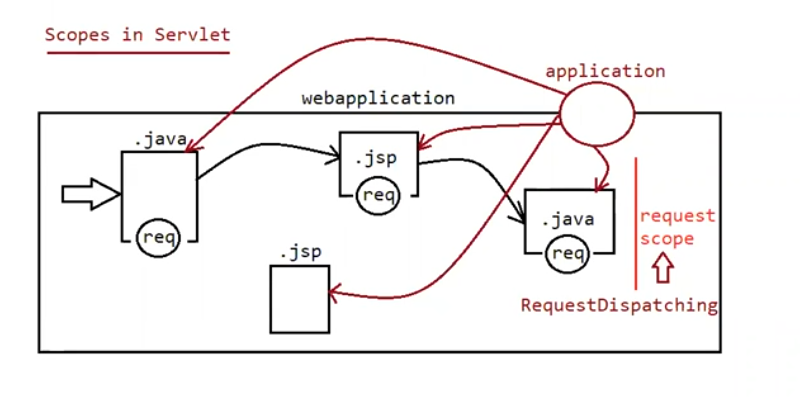 Scopes in Servlet
application
webapplication
.java
.jsp
req
.java
request
scope
req
req
.jsp
RequestDispatching